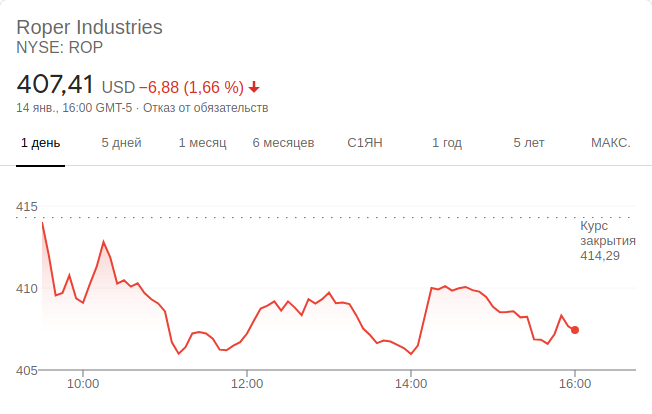 Roper Industries
NYSE: ROP
407,41 USD −6,88 (1,66 %)
14 янв., 16:00 GMT-5 · Отказ от обязательств
1 день 5 дней 1 месяц 6 месяцев С1ЯН 1 год 5 лет МАКС.
415
Курс
закрытия
414,29
410
405
10:00 12:00 14:00 16:00